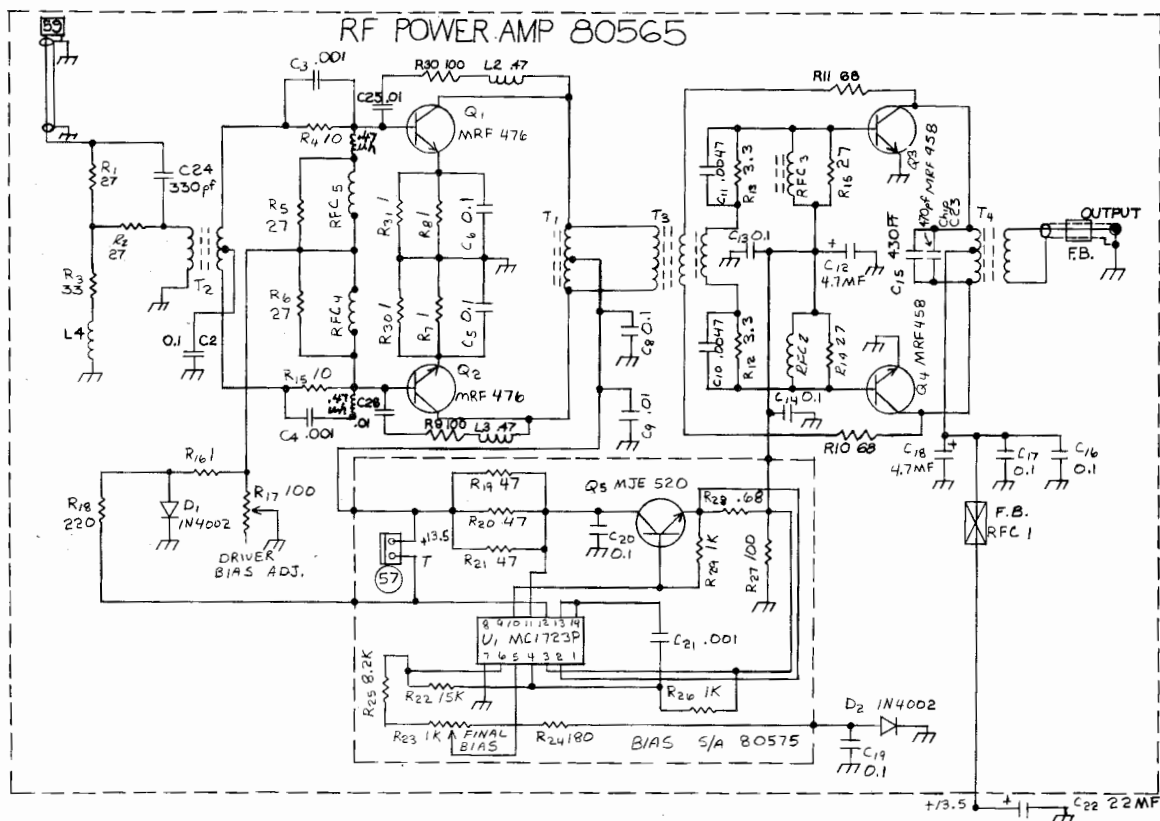 RF POWER AMP 80565
59
C3 .001
R30 100
L2 .47
C25 .01
R4 10
.47 µh
Q1
MRF 476
R1 27
C24 330pf
R2 27
R3 33
L4
T2
0.1 C2
R5 27
RFC 5
R31 1
R8 1
C6 0.1
R6 27
RFC4
R30 1
R7 1
C5 0.1
R15 10
.47 µh
C4 .001
C28 .01
R9 100
L3 .47
Q2
MRF 476
T1
T3
C8 0.1
C9 .01
R11 68
C11 .0047
R13 3.3
RFC 3
R15 27
Q3
MRF458
C13 0.1
C12 4.7MF
C15 430PF
470pf Chip C23
T4
OUTPUT
F.B.
C10 .0047
R12 3.3
RFC2
R14 27
Q4 MRF458
C14 0.1
R10 68
C18 4.7MF
C17 0.1
C16 0.1
F.B.
RFC 1
R16 1
R18 220
D1 1N4002
R17 100
DRIVER BIAS ADJ.
R19 47
R20 47
R21 47
+13.5
T
57
Q5 MJE 520
C20 0.1
R28 .68
R29 1K
R27 100
8 9 10 11 12 13 14
U1 MC1723P
7 6 5 4 3 2 1
C21 .001
R25 8.2K
R22 15K
R26 1K
R23 1K
FINAL BIAS
R24 180
BIAS S/A 80575
D2 1N4002
C19 0.1
+13.5
C22 22MF